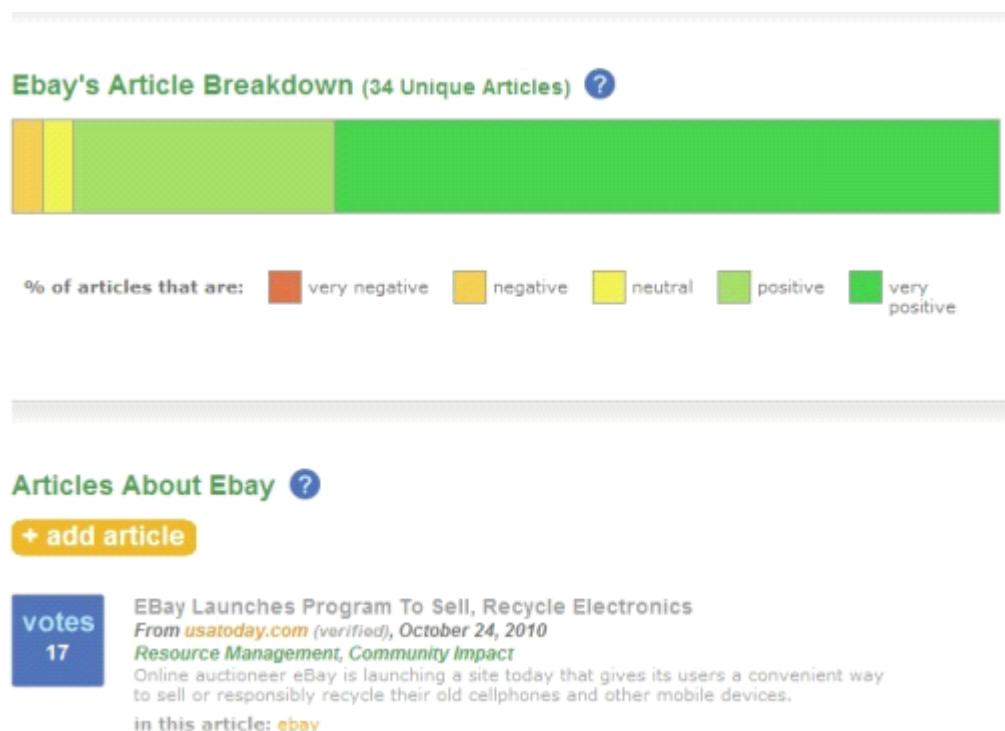 Ebay's Article Breakdown (34 Unique Articles) ?
% of articles that are: very negative negative neutral positive very
positive
Articles About Ebay ?
+ add article
votes
17
EBay Launches Program To Sell, Recycle Electronics
From usatoday.com (verified), October 24, 2010
Resource Management, Community Impact
Online auctioneer eBay is launching a site today that gives its users a convenient way
to sell or responsibly recycle their old cellphones and other mobile devices.
in this article: ebay